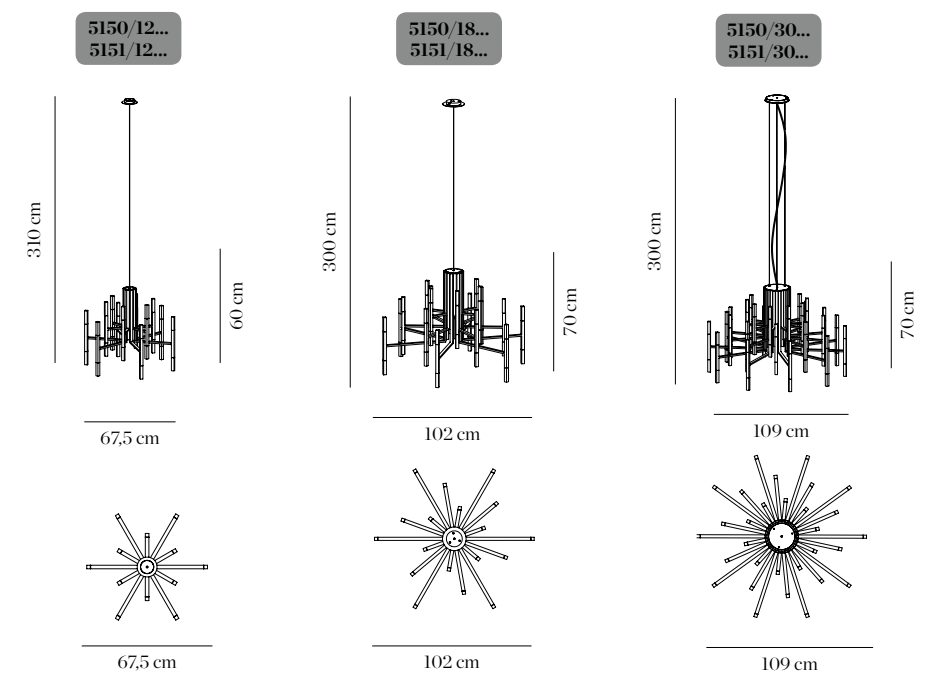 5150/12...
5151/12...
5150/18...
5151/18...
5150/30...
5151/30...
310 cm
60 cm
300 cm
70 cm
300 cm
70 cm
67,5 cm
102 cm
109 cm
67,5 cm
102 cm
109 cm